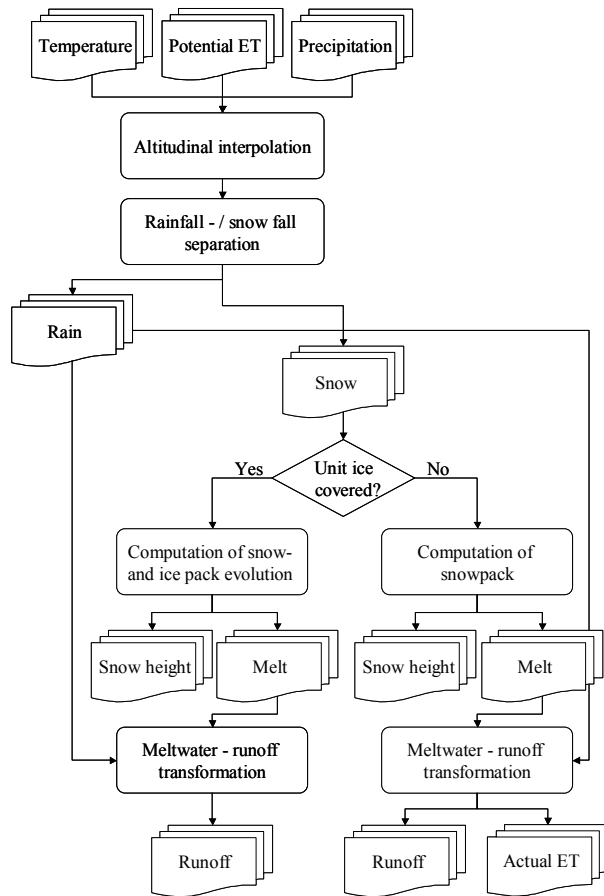 Temperature
Potential ET
Precipitation
Altitudinal interpolation
Rainfall - / snow fall
separation
Rain
Snow
Yes
Unit ice
covered?
No
Computation of snow-
and ice pack evolution
Computation of
snowpack
Snow height
Melt
Snow height
Melt
Meltwater - runoff
transformation
Meltwater - runoff
transformation
Runoff
Runoff
Actual ET